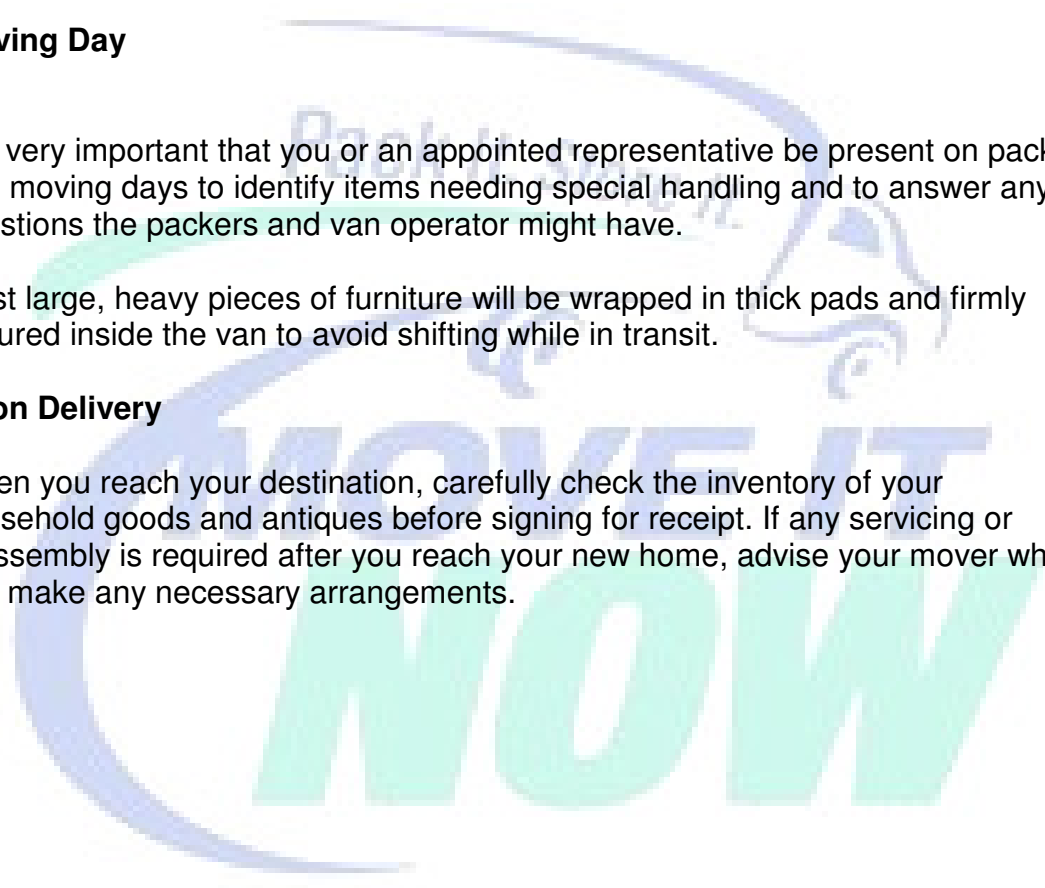 ving Day
Pack it Store it
very important that you or an appointed representative be present on pack
moving days to identify items needing special handling and to answer any
stions the packers and van operator might have.
st large, heavy pieces of furniture will be wrapped in thick pads and firmly
ured inside the van to avoid shifting while in transit.
on Delivery
MOVE IT
en you reach your destination, carefully check the inventory of your
sehold goods and antiques before signing for receipt. If any servicing or
ssembly is required after you reach your new home, advise your mover wh
make any necessary arrangements.
NOW